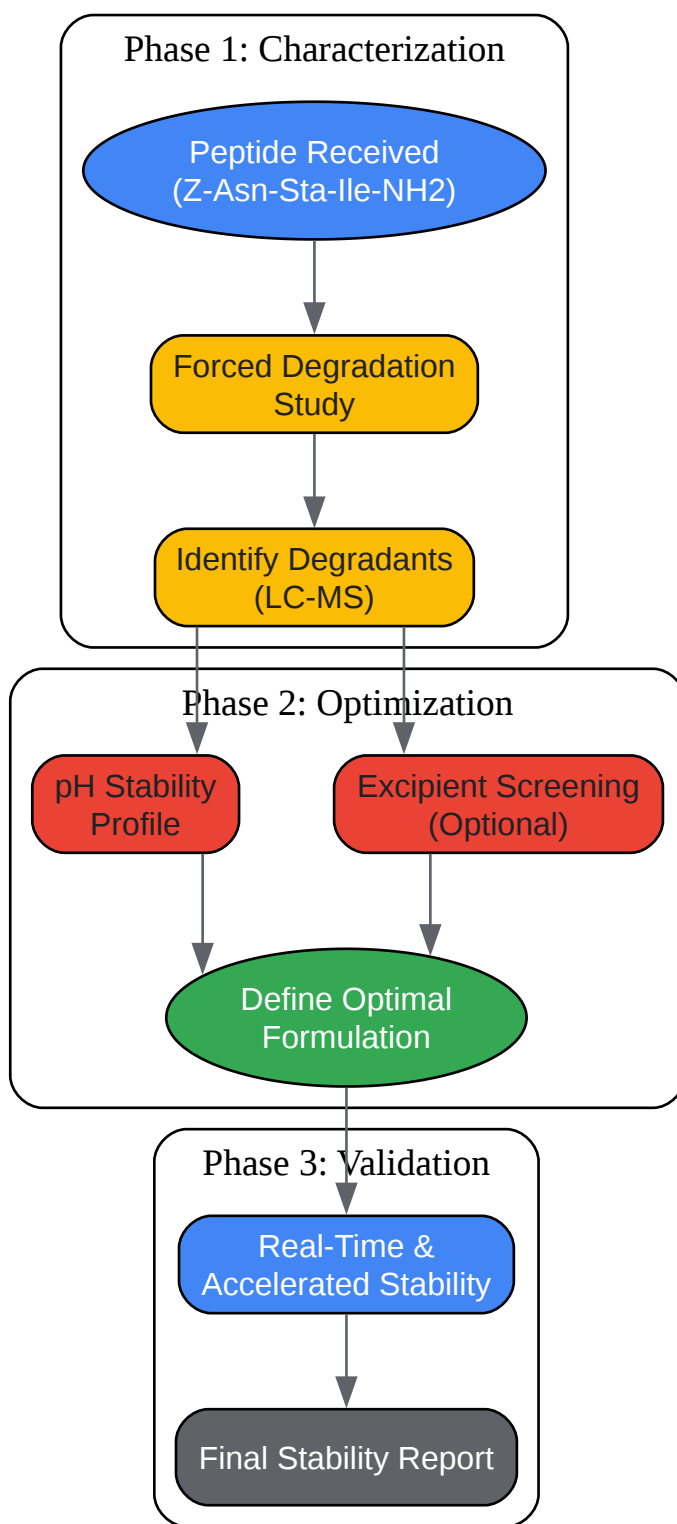 Phase 1: Characterization
Peptide Received
(Z-Asn-Sta-Ile-NH2)
Forced Degradation
Study
Identify Degradants
(LC-MS)
Phase 2: Optimization
pH Stability
Profile
Excipient Screening
(Optional)
Define Optimal
Formulation
Phase 3: Validation
Real-Time &
Accelerated Stability
Final Stability Report